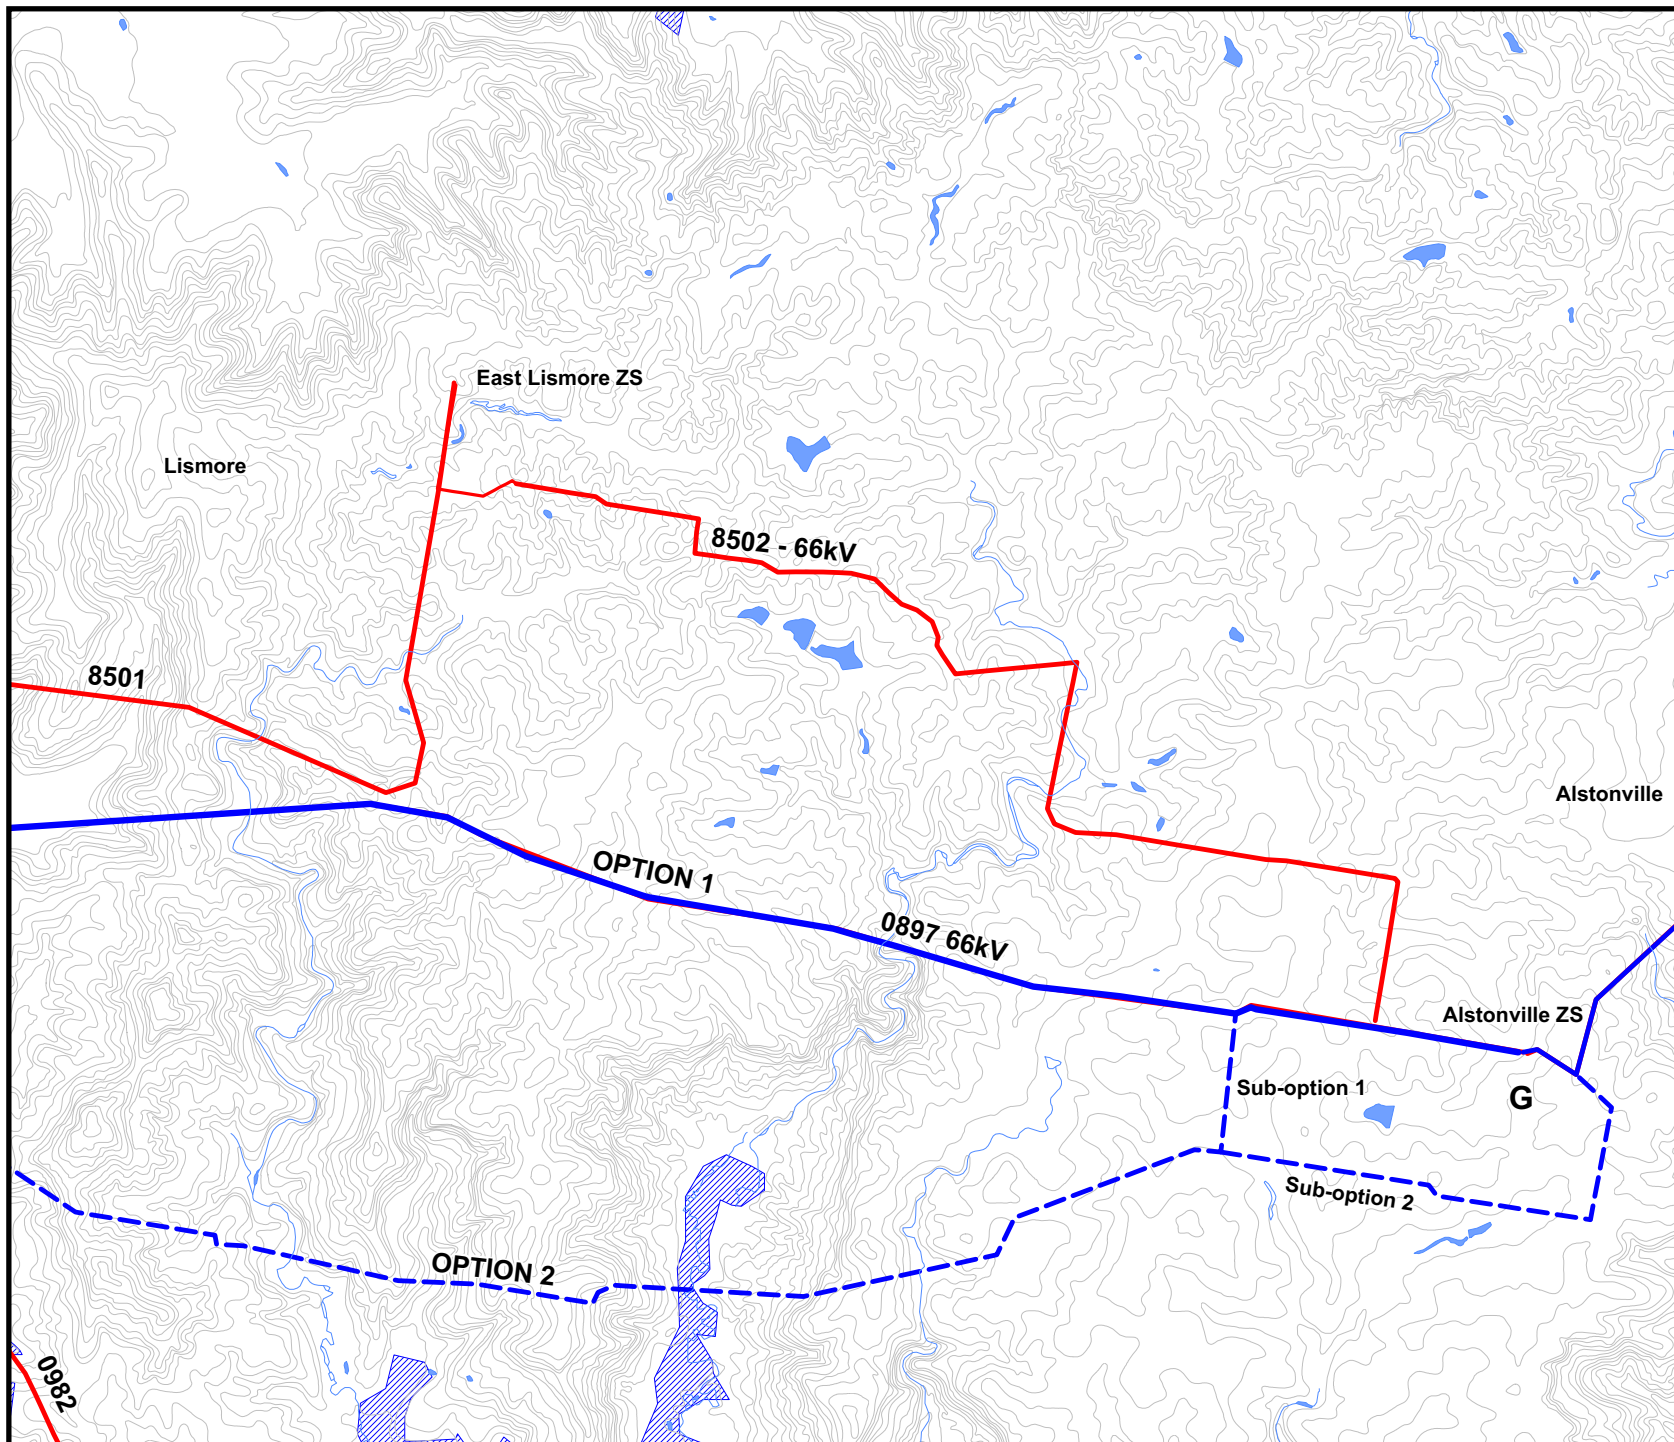 East Lismore ZS
Lismore
8502 - 66kV
8501
Alstonville
OPTION 1
0897 66kV
Alstonville ZS
Sub-option 1
G
Sub-option 2
OPTION 2
0982